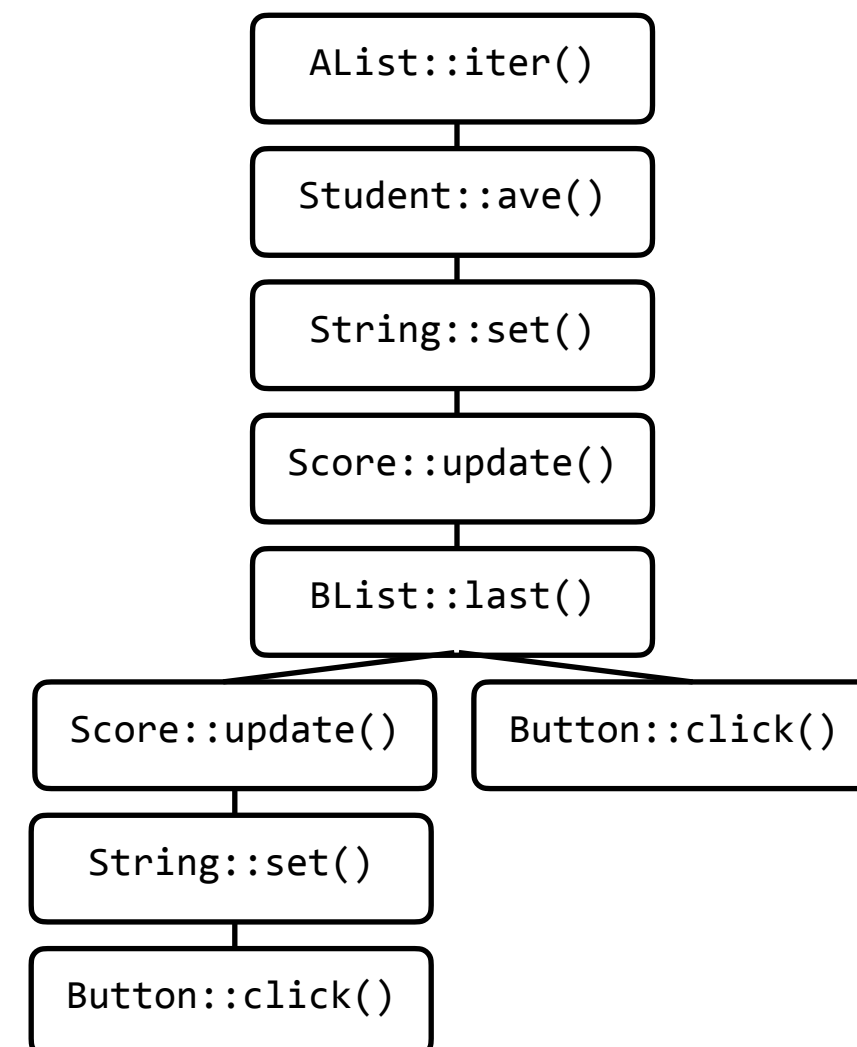 AList::iter()
Student::ave()
String::set()
Score::update()
BList::last()
Score::update()
Button::click()
String::set()
Button::click()